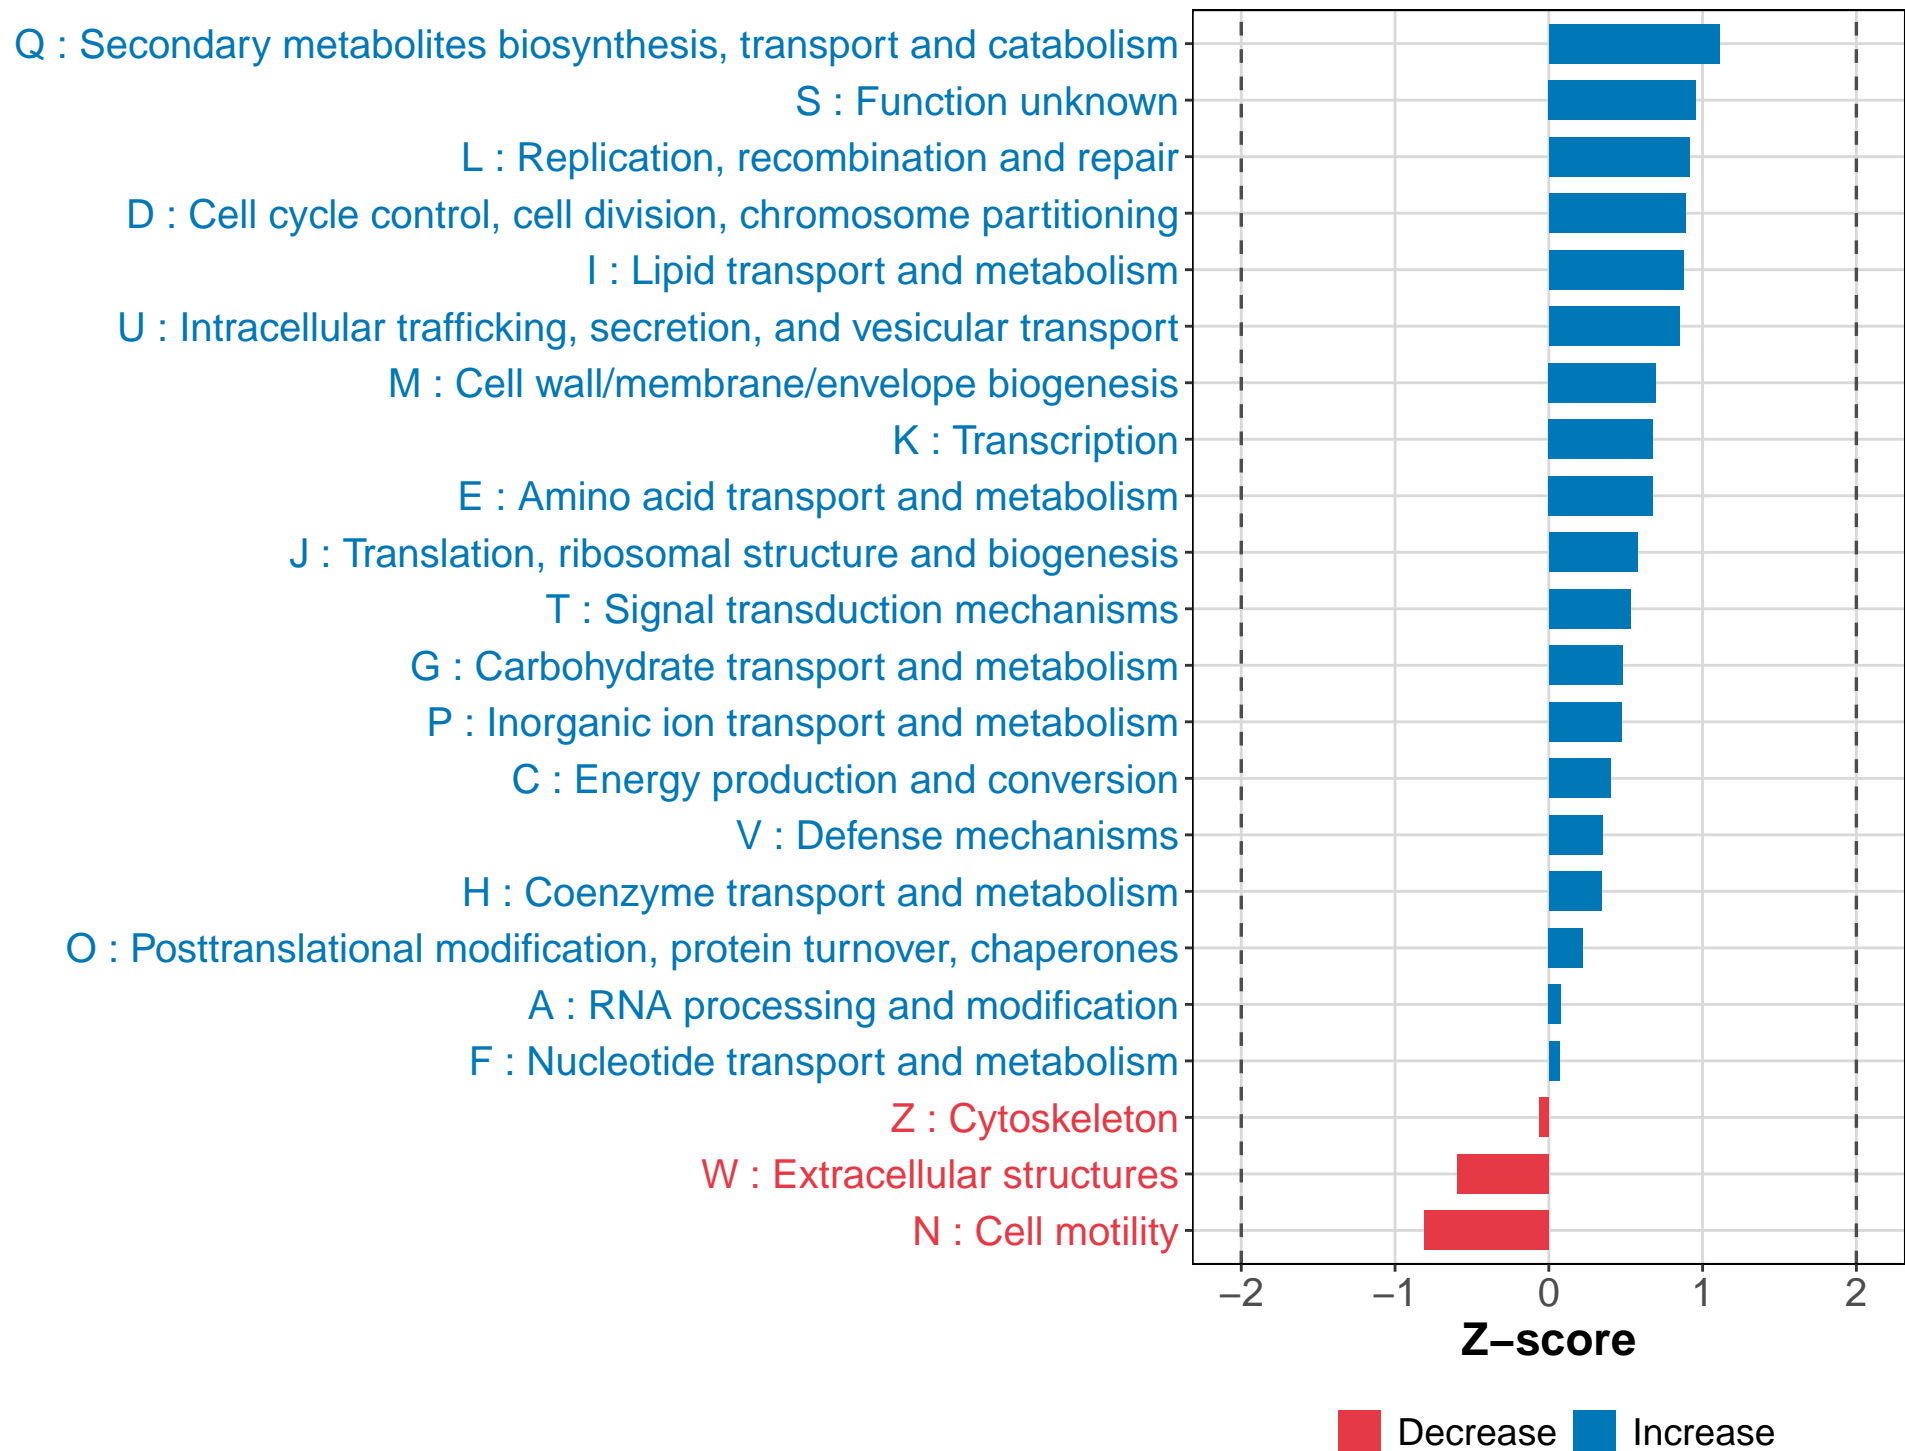 Q : Secondary metabolites biosynthesis, transport and catabolism
S : Function unknown
L : Replication, recombination and repair
D : Cell cycle control, cell division, chromosome partitioning
I : Lipid transport and metabolism
U : Intracellular trafficking, secretion, and vesicular transport
M : Cell wall/membrane/envelope biogenesis
K : Transcription
E : Amino acid transport and metabolism
J : Translation, ribosomal structure and biogenesis
T : Signal transduction mechanisms
G : Carbohydrate transport and metabolism
P : Inorganic ion transport and metabolism
C : Energy production and conversion
V : Defense mechanisms
H : Coenzyme transport and metabolism
O : Posttranslational modification, protein turnover, chaperones
A : RNA processing and modification
F : Nucleotide transport and metabolism
Z : Cytoskeleton
W : Extracellular structures
N : Cell motility
−2 −1 0 1 2
Z−score
Decrease Increase